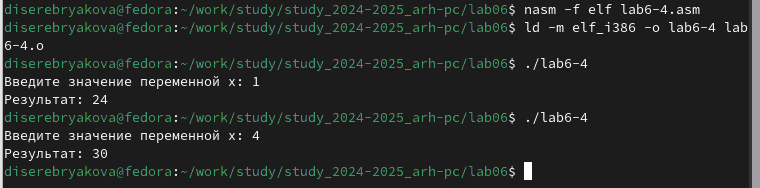 diserebryakova@fedora:~/work/study/study_2024-2025_arh-pc/lab06$ nasm -f elf lab6-4.asm
diserebryakova@fedora:~/work/study/study_2024-2025_arh-pc/lab06$ ld -m elf_i386 -o lab6-4 lab
6-4.o
diserebryakova@fedora:~/work/study/study_2024-2025_arh-pc/lab06$ ./lab6-4
Введите значение переменной x: 1
Результат: 24
diserebryakova@fedora:~/work/study/study_2024-2025_arh-pc/lab06$ ./lab6-4
Введите значение переменной x: 4
Результат: 30
diserebryakova@fedora:~/work/study/study_2024-2025_arh-pc/lab06$